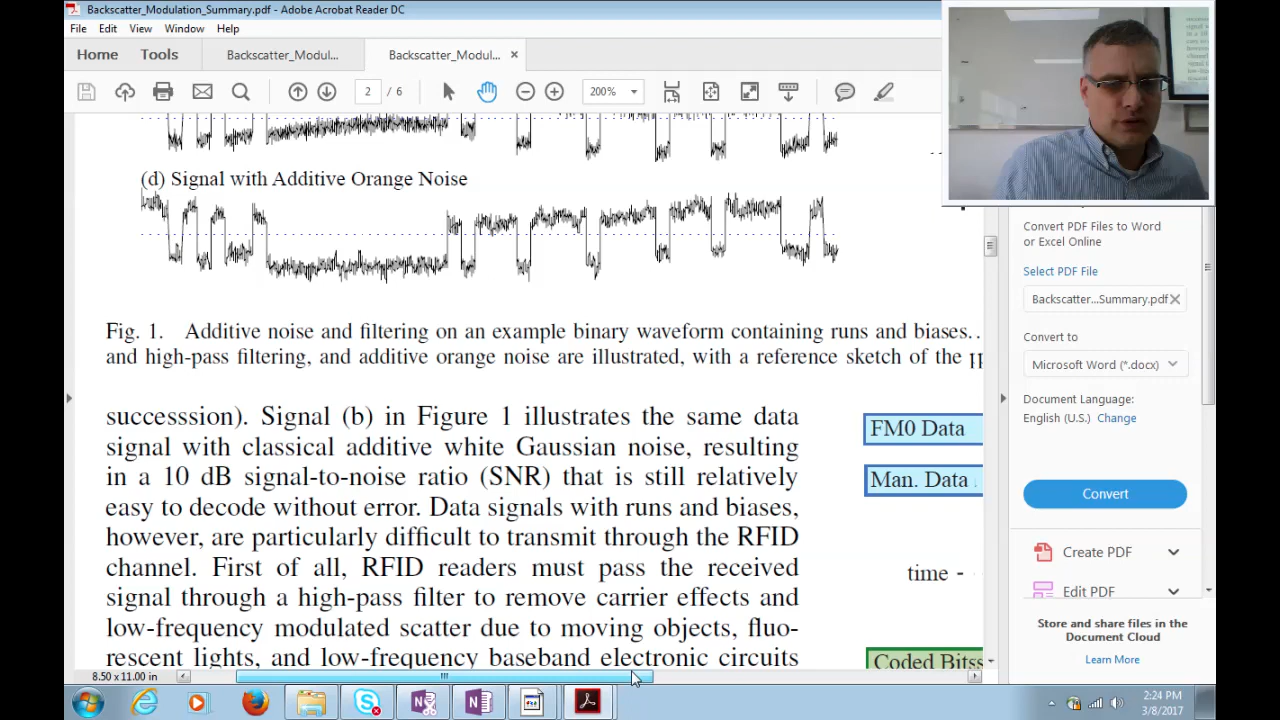 Backscatter_Modulation_Summary.pdf - Adobe Acrobat Reader DC
File Edit View Window Help
Home Tools Backscatter_Modul... Backscatter_Modul... ×
2 / 6 200%
(d) Signal with Additive Orange Noise
Fig. 1. Additive noise and filtering on an example binary waveform containing runs and biases. .
and high-pass filtering, and additive orange noise are illustrated, with a reference sketch of the
successsion). Signal (b) in Figure 1 illustrates the same data
signal with classical additive white Gaussian noise, resulting
in a 10 dB signal-to-noise ratio (SNR) that is still relatively
easy to decode without error. Data signals with runs and biases,
however, are particularly difficult to transmit through the RFID
channel. First of all, RFID readers must pass the received
signal through a high-pass filter to remove carrier effects and
low-frequency modulated scatter due to moving objects, fluo-
rescent lights, and low-frequency baseband electronic circuits
FM0 Data
Man. Data
time -
Coded Bitss
Convert PDF Files to Word
or Excel Online
Select PDF File
Backscatter...Summary.pdf ×
Convert to
Microsoft Word (*.docx)
Document Language:
English (U.S.) Change
Convert
Create PDF
Edit PDF
Store and share files in the
Document Cloud
Learn More
8.50 x 11.00 in
2:24 PM
3/8/2017